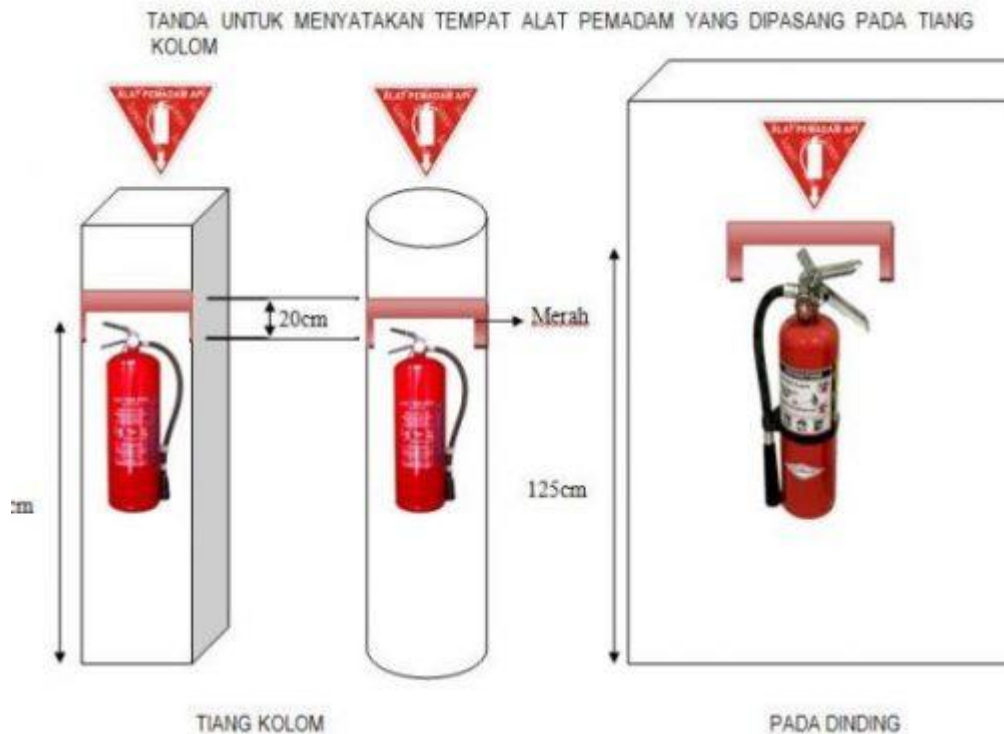 TANDA UNTUK MENYATAKAN TEMPAT ALAT PEMADAM YANG DIPASANG PADA TIANG
KOLOM
ALAT PEMADAM API
ALAT PEMADAM API
ALAT PEMADAM API
20cm
Merah
cm
125cm
TIANG KOLOM
PADA DINDING